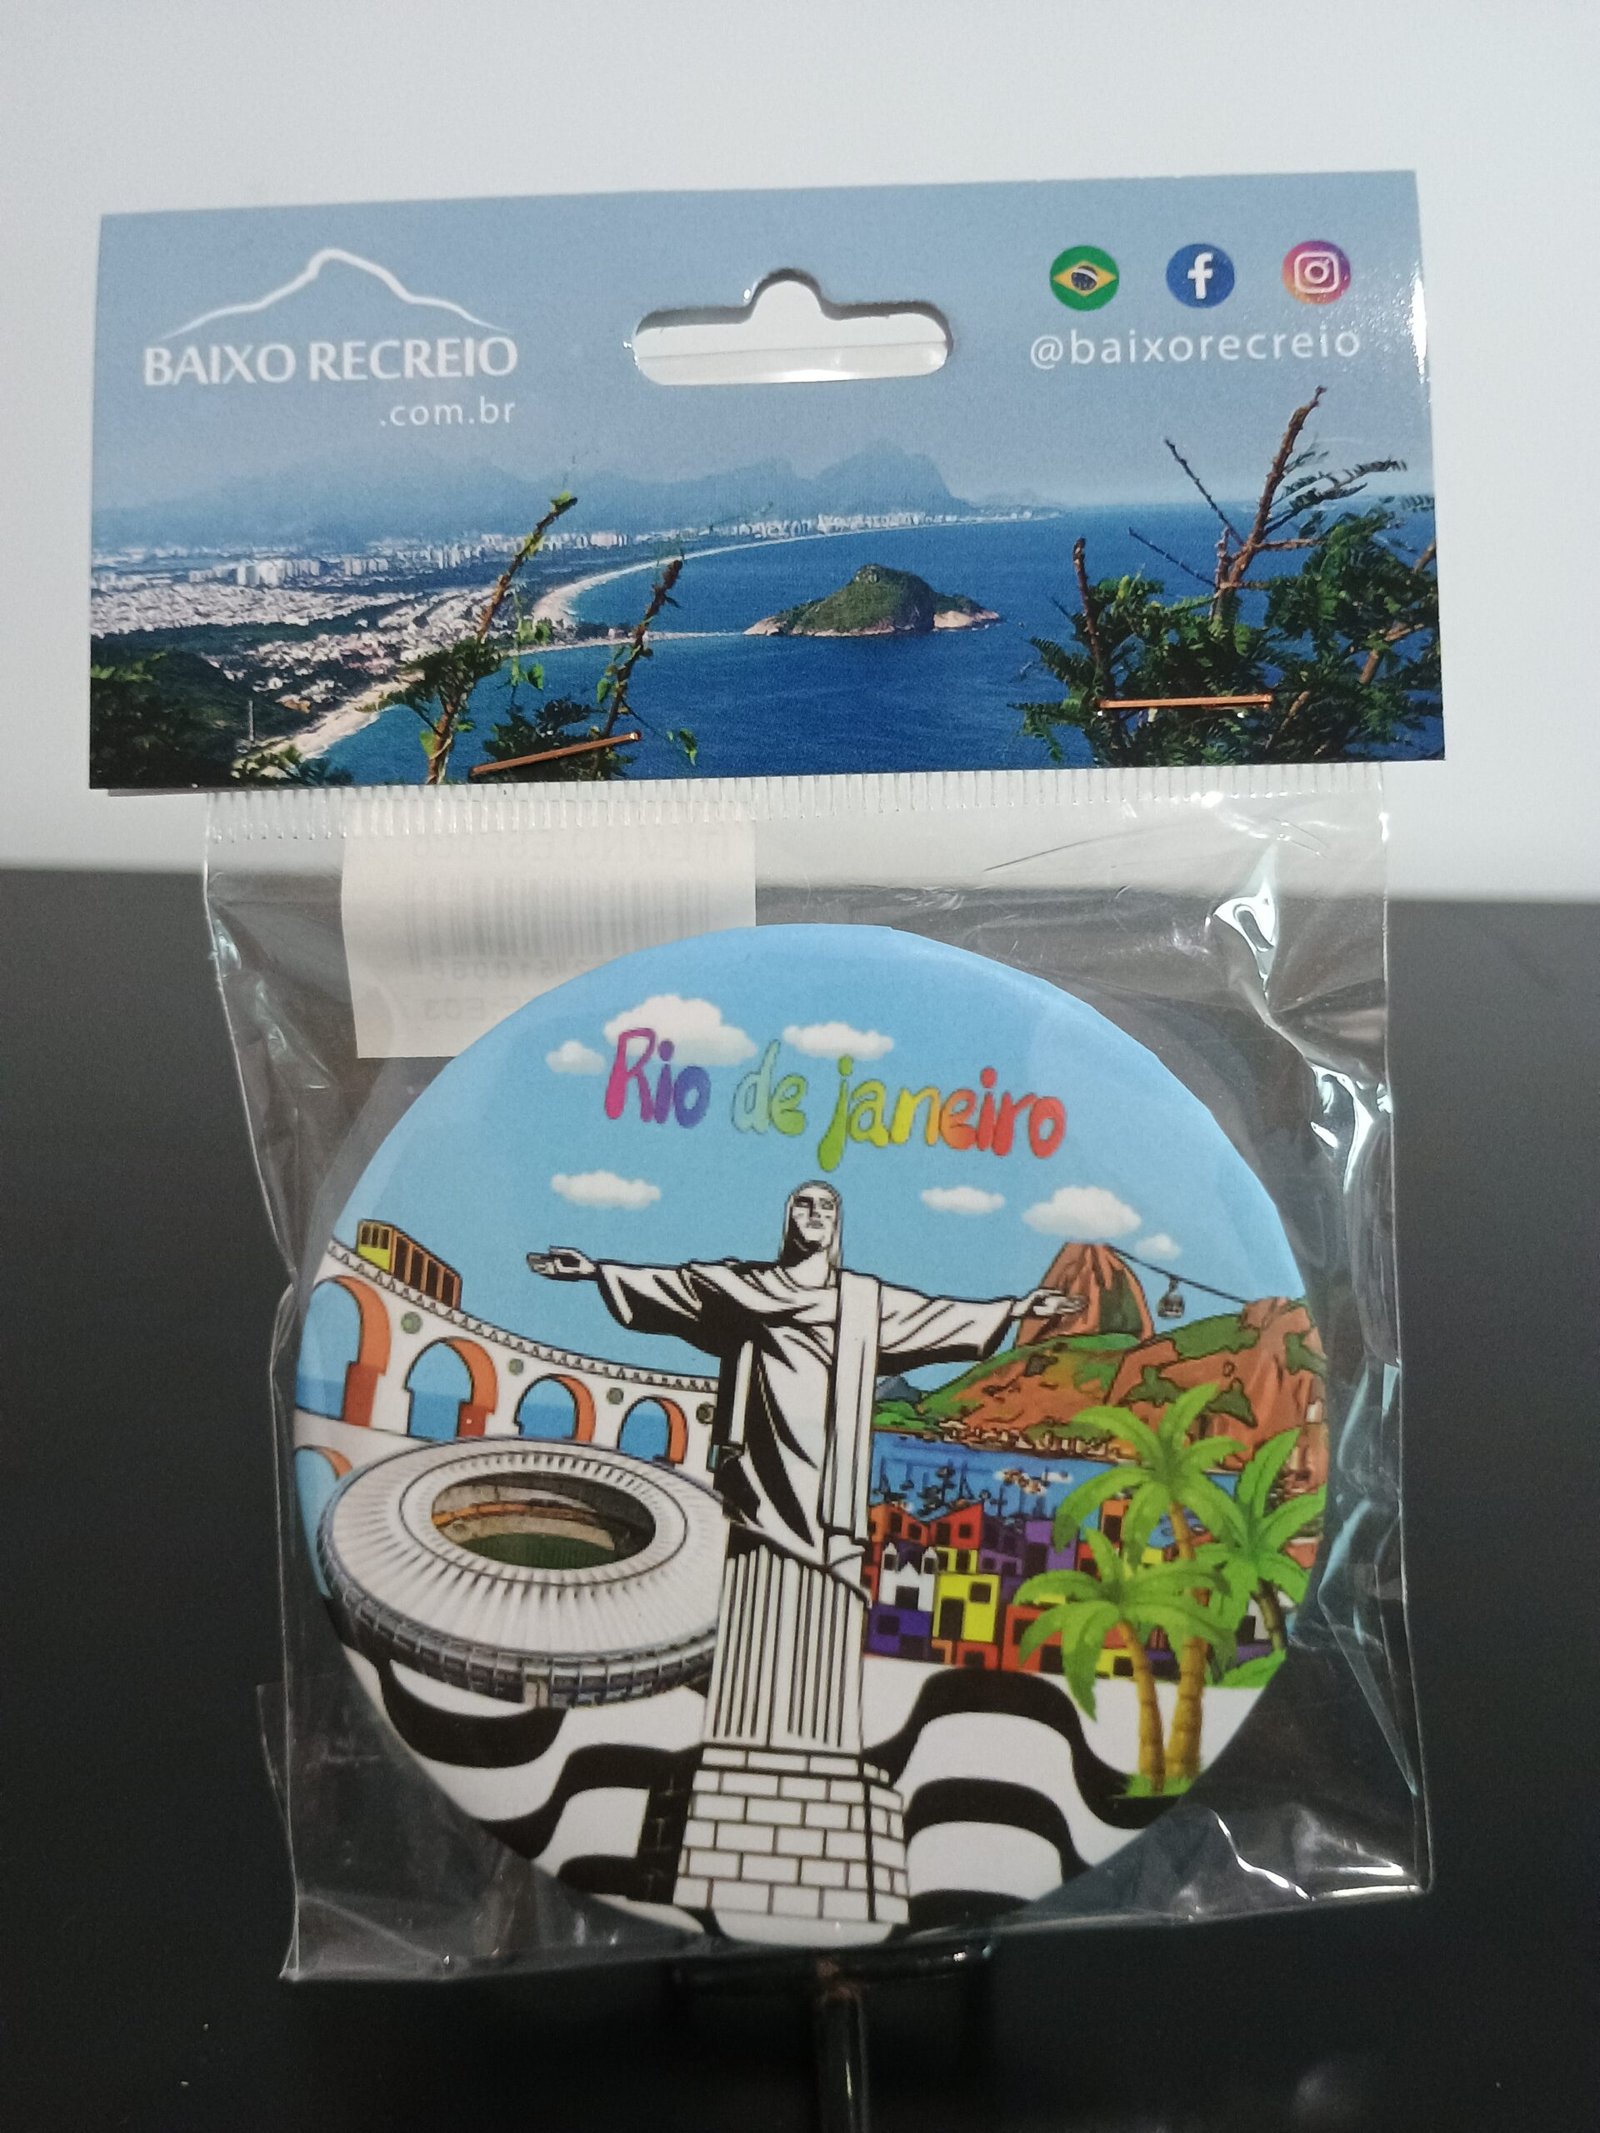 BAIXO RECREIO
.com.br
@baixorecreio
Rio de janeiro